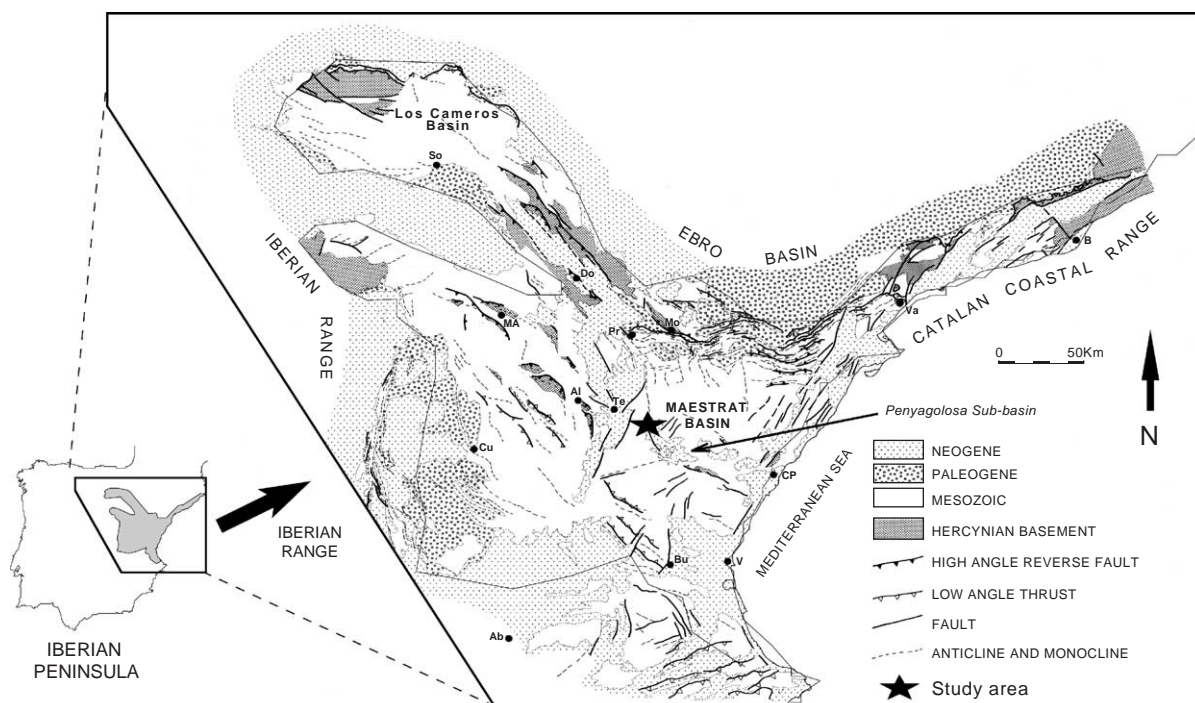 Los Cameros
Basin
So
IBERIAN
RANGE
EBRO
BASIN
CATALAN COASTAL RANGE
B
Va
Do
MA
Pr
Mo
Al
Te
MAESTRAT
BASIN
Penyagolosa Sub-basin
Cu
CP
MEDITERRANEAN SEA
Bu
V
Ab
0 50Km
N
NEOGENE
PALEOGENE
MESOZOIC
HERCYNIAN BASEMENT
HIGH ANGLE REVERSE FAULT
LOW ANGLE THRUST
FAULT
ANTICLINE AND MONOCLINE
Study area
IBERIAN
RANGE
IBERIAN
PENINSULA